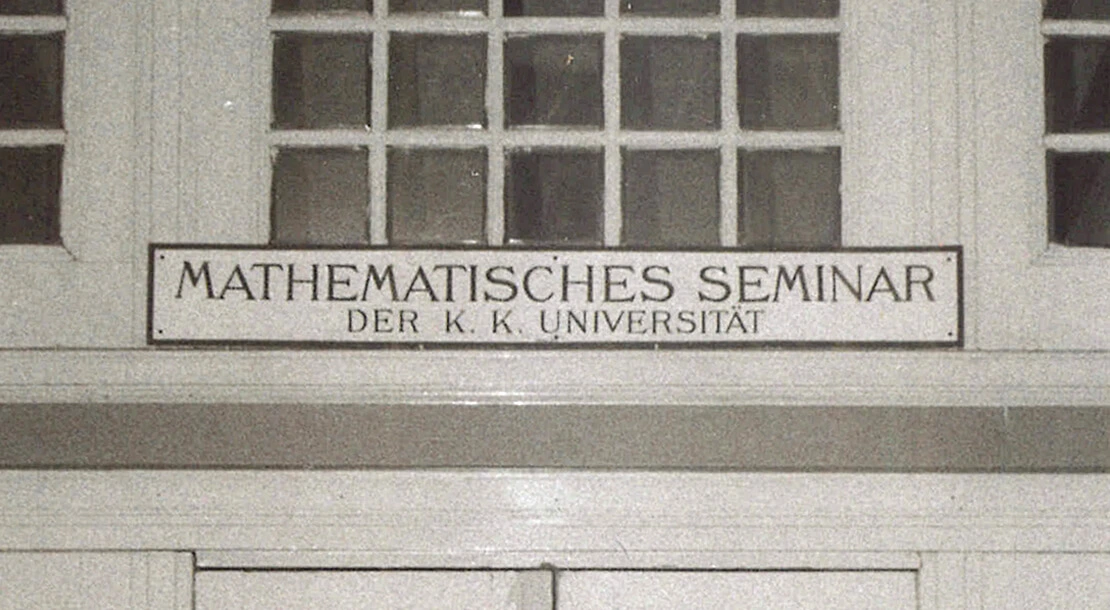 MATHEMATISCHES SEMINAR
DER K. K. UNIVERSITÄT